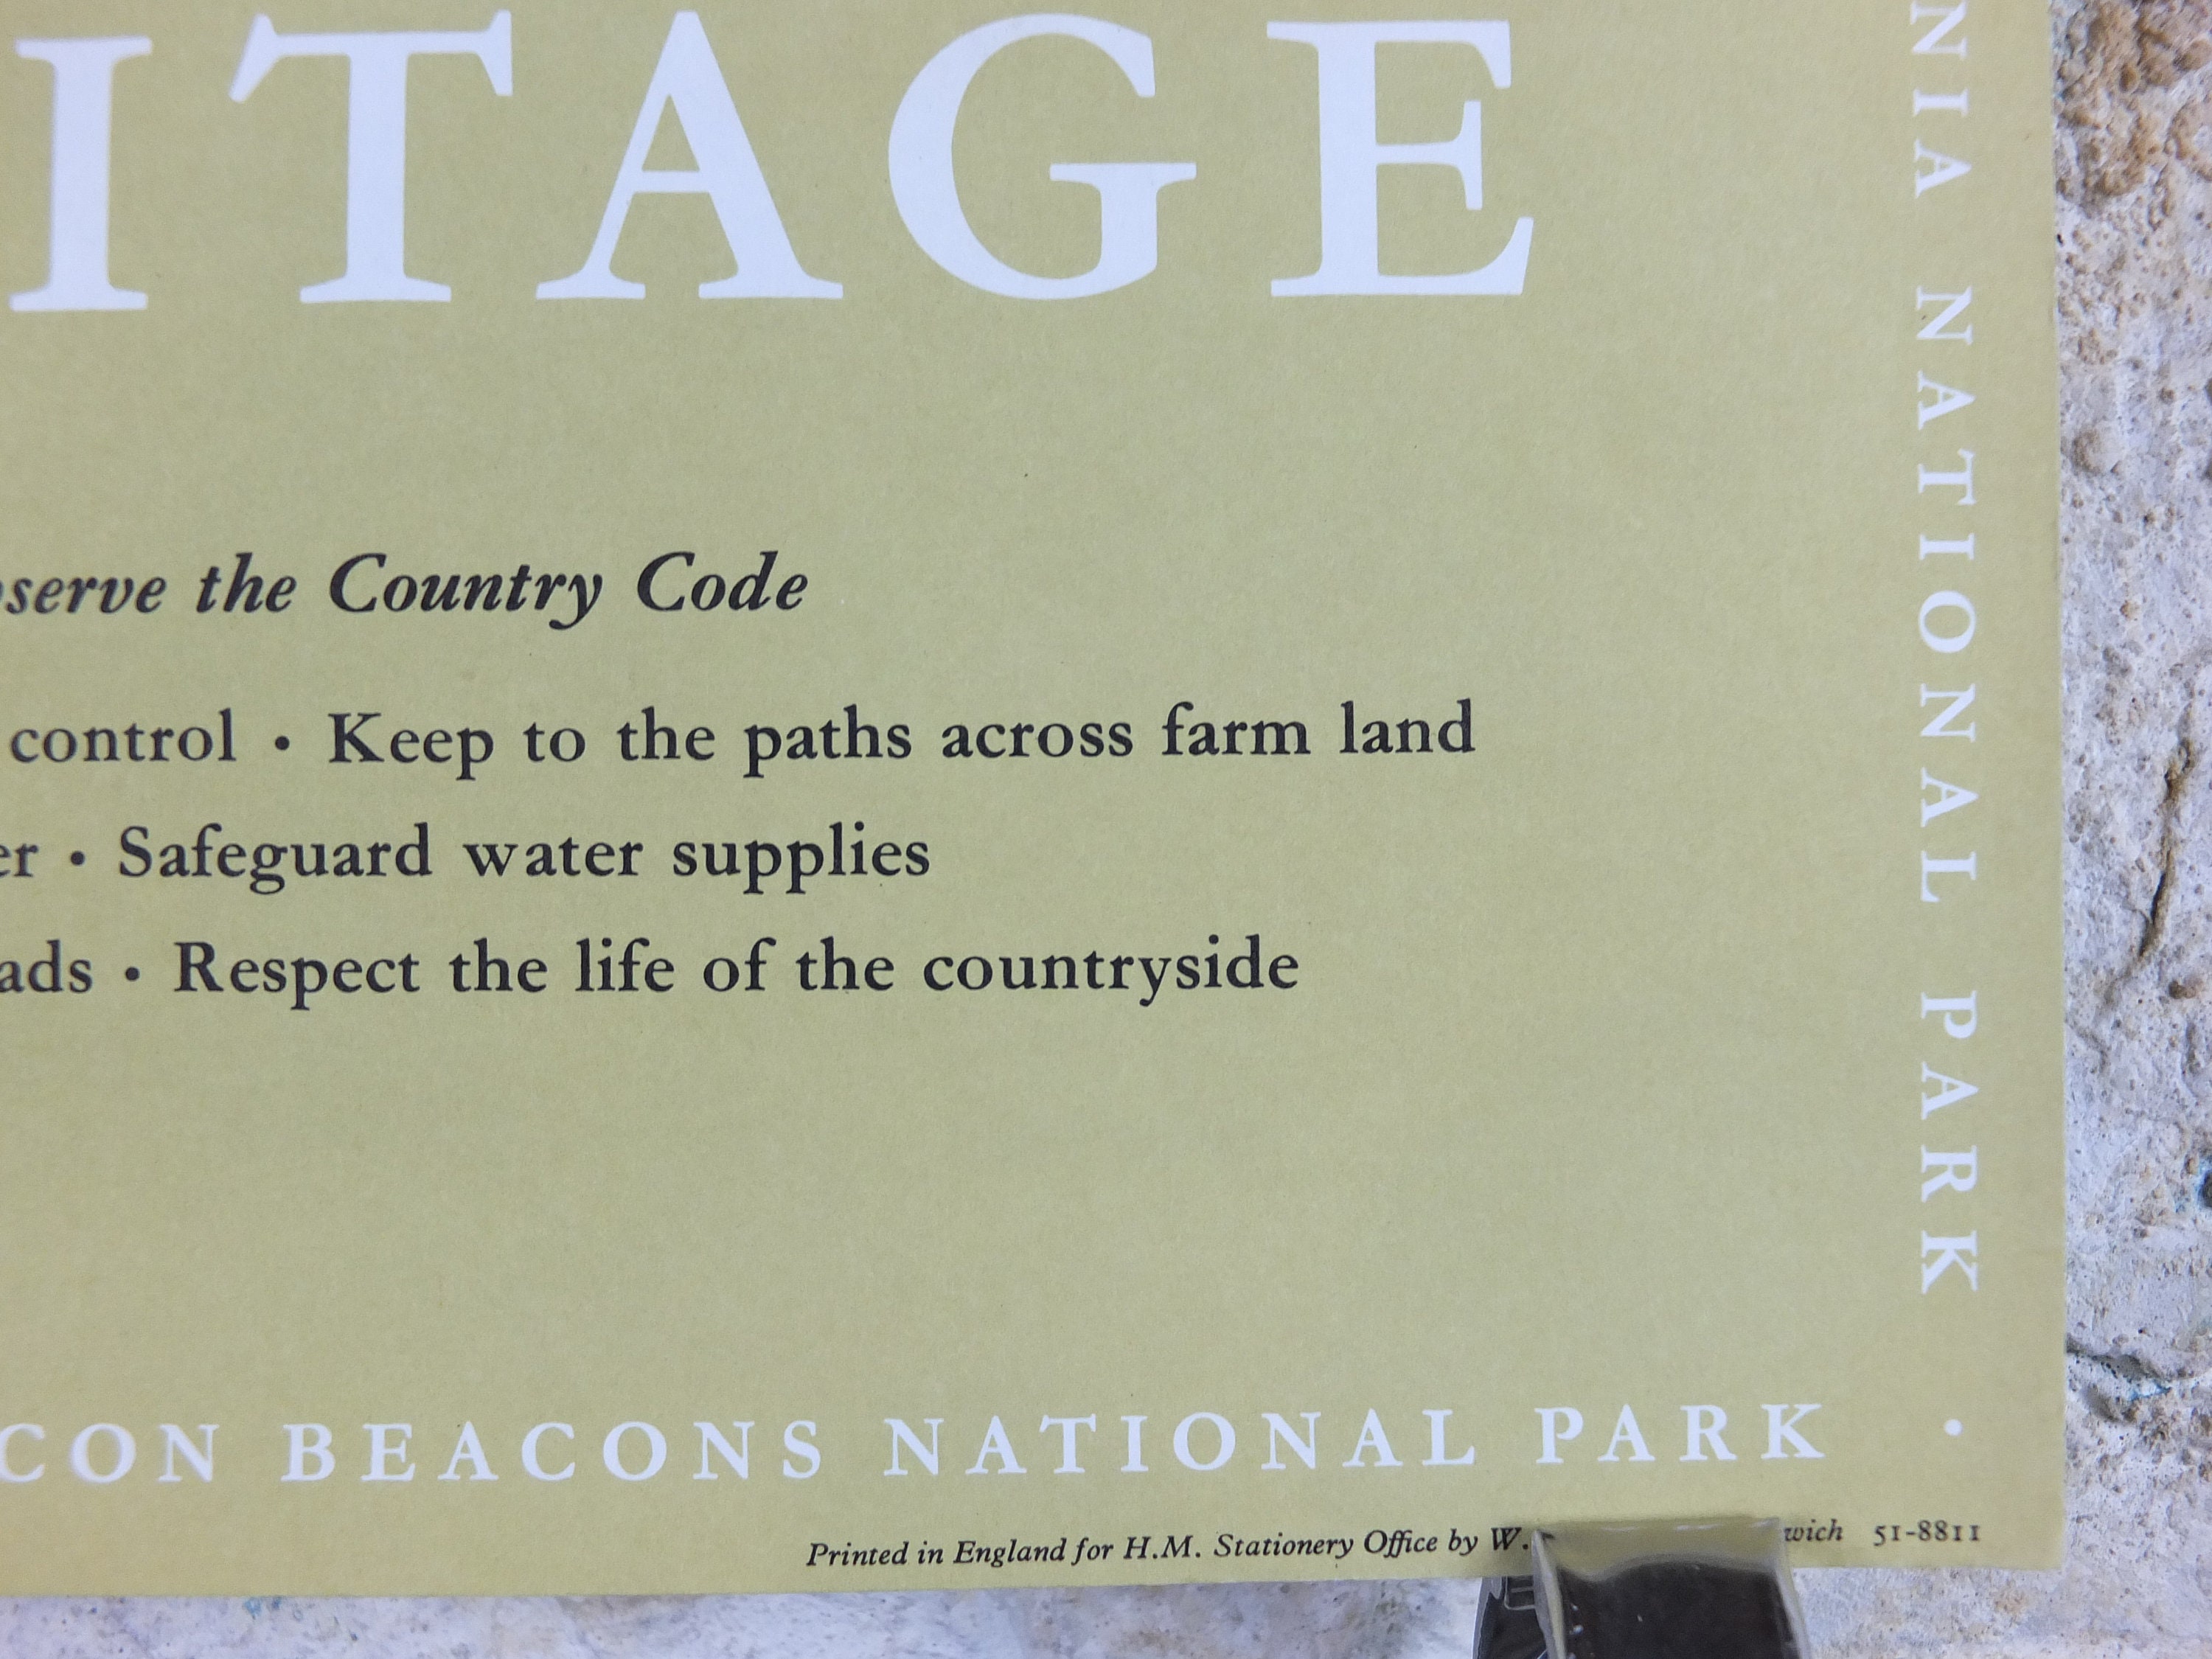 ITAGE
serve the Country Code
control • Keep to the paths across farm land
er • Safeguard water supplies
ads • Respect the life of the countryside
NIA NATIONAL PARK •
CON BEACONS NATIONAL PARK
Printed in England for H.M. Stationery Office by W. wich 51-8811